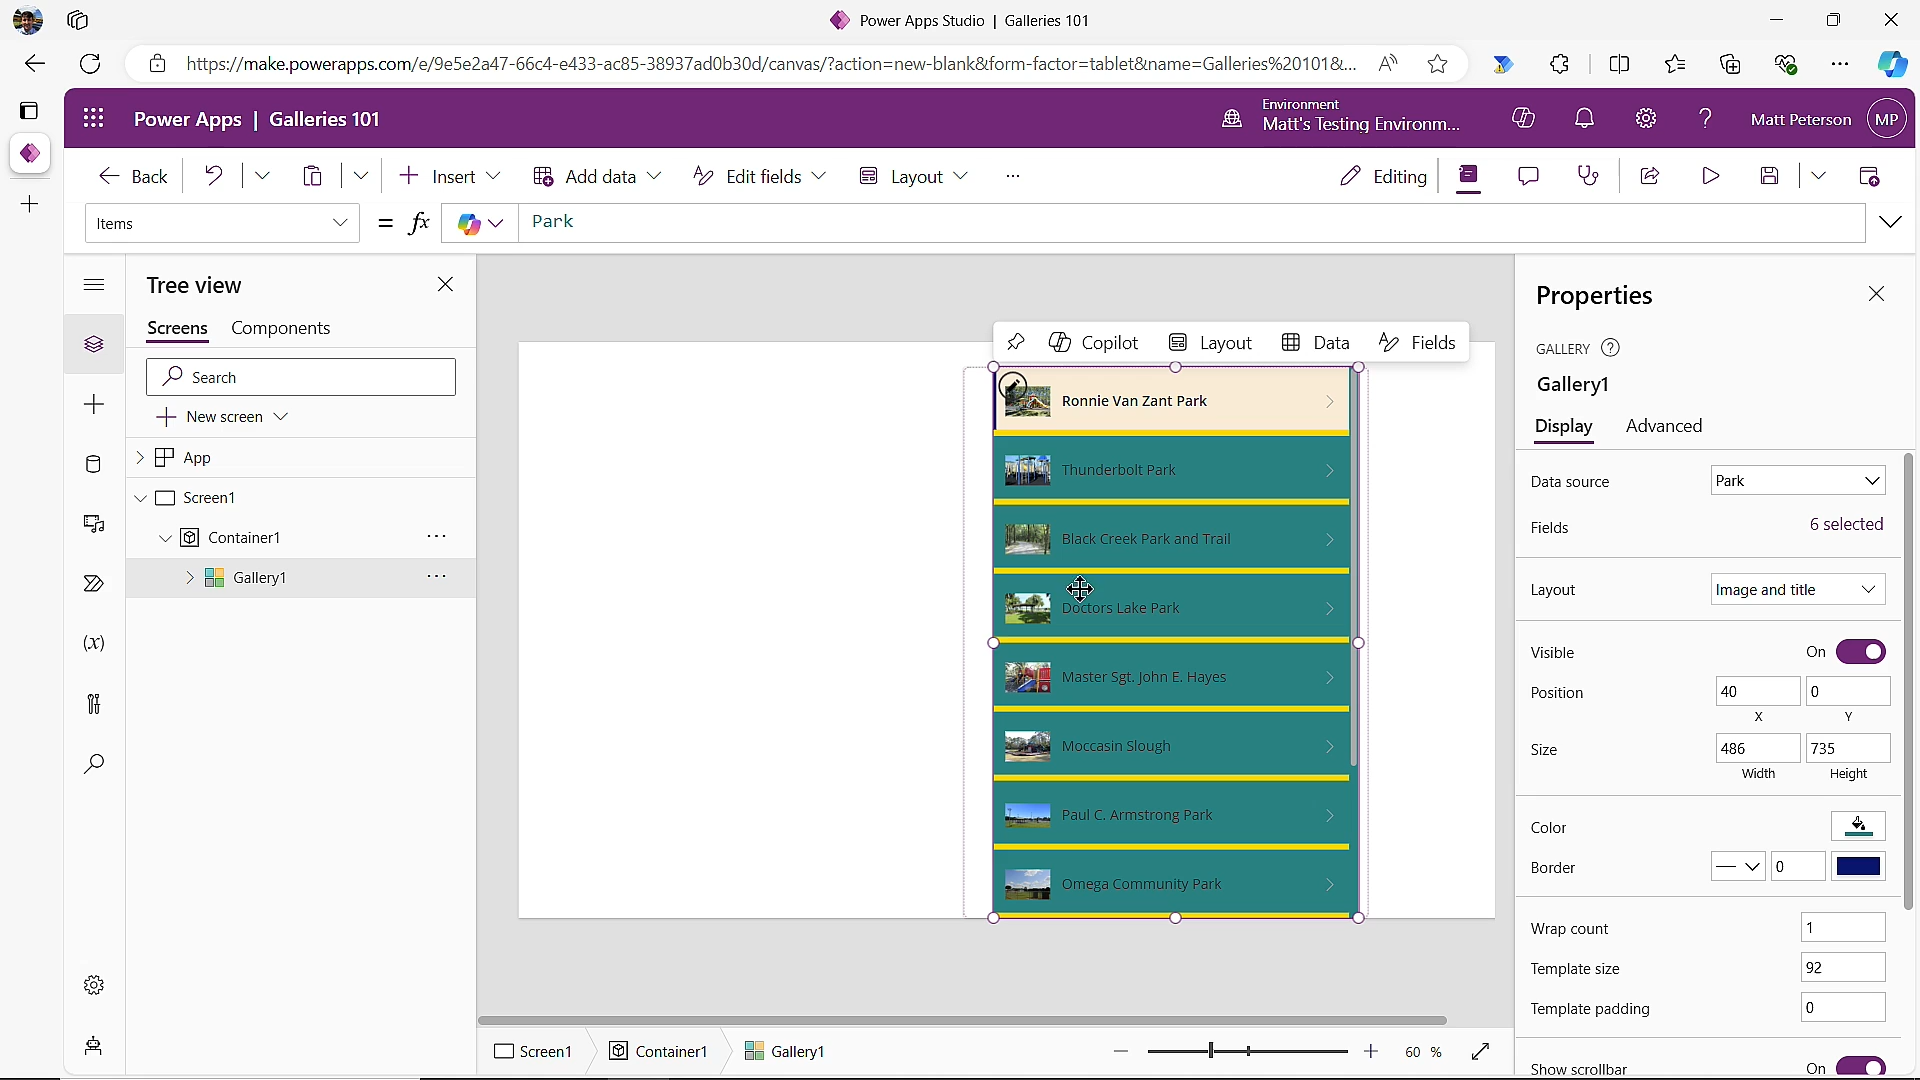 Power Apps Studio | Galleries 101
https://make.powerapps.com/e/9e5e2a47-66c4-e433-ac85-38937ad0b30d/canvas/?action=new-blank&form-factor=tablet&name=Galleries%20101&...
Power Apps | Galleries 101
Environment
Matt's Testing Environm...
Matt Peterson
MP
Back
Insert
Add data
Edit fields
Layout
...
Editing
Items
= fx
Park
Tree view
Screens
Components
Search
New screen
App
Screen1
Container1
...
Gallery1
...
Copilot
Layout
Data
Fields
Ronnie Van Zant Park
Thunderbolt Park
Black Creek Park and Trail
Doctors Lake Park
Master Sgt. John E. Hayes
Moccasin Slough
Paul C. Armstrong Park
Omega Community Park
Screen1
Container1
Gallery1
60 %
Properties
GALLERY
Gallery1
Display
Advanced
Data source
Park
Fields
6 selected
Layout
Image and title
Visible
On
Position
40
0
X
Y
Size
486
735
Width
Height
Color
Border
0
Wrap count
1
Template size
92
Template padding
0
Show scrollbar
On